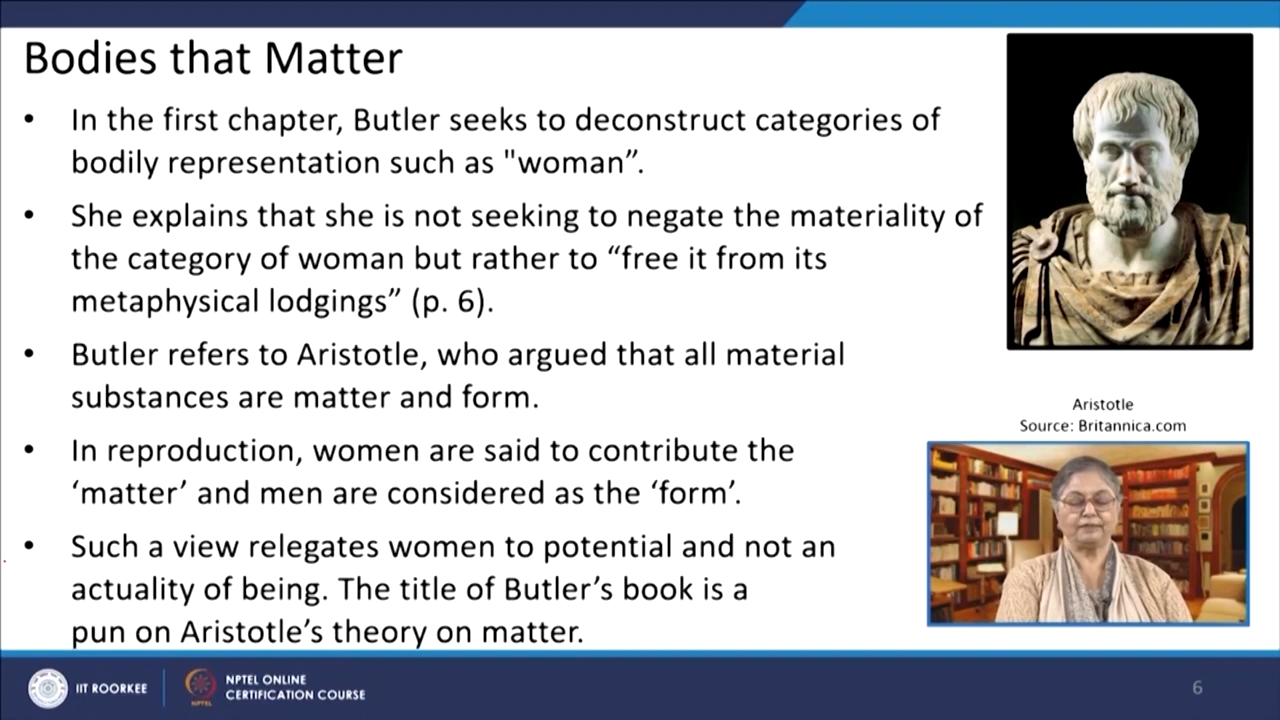 Bodies that Matter
• In the first chapter, Butler seeks to deconstruct categories of
bodily representation such as "woman”.
• She explains that she is not seeking to negate the materiality of
the category of woman but rather to “free it from its
metaphysical lodgings” (p. 6).
• Butler refers to Aristotle, who argued that all material
substances are matter and form.
• In reproduction, women are said to contribute the
‘matter’ and men are considered as the ‘form’.
• Such a view relegates women to potential and not an
actuality of being. The title of Butler’s book is a
pun on Aristotle’s theory on matter.
Aristotle
Source: Britannica.com
IIT ROORKEE
NPTEL
NPTEL ONLINE
CERTIFICATION COURSE
6